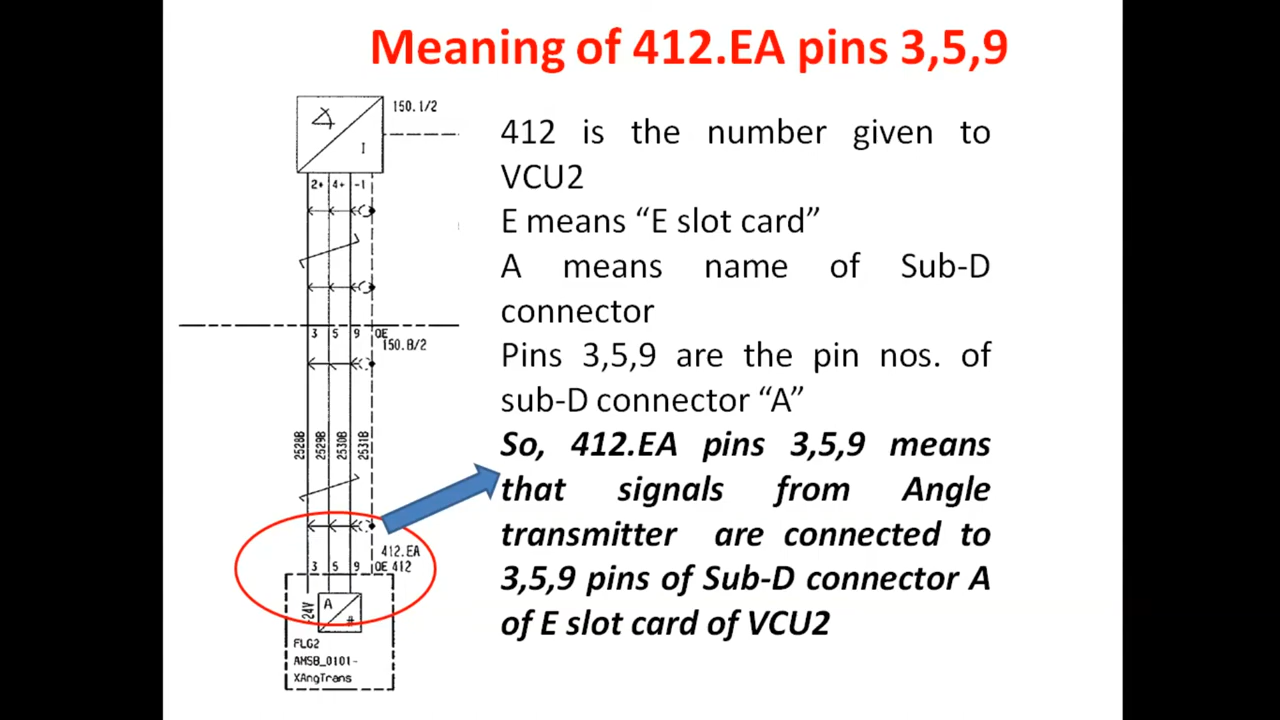 Meaning of 412.EA pins 3,5,9
150.1/2
I
2+ 4+ -1
3 5 9 OE
150.8/2
2528B 2529B 2530B 2531B
412.EA
3 5 9 OE 412
24V A #
FLG2
AMSB_0101-
XAngTrans
412 is the number given to
VCU2
E means “E slot card”
A means name of Sub-D
connector
Pins 3,5,9 are the pin nos. of
sub-D connector “A”
So, 412.EA pins 3,5,9 means
that signals from Angle
transmitter are connected to
3,5,9 pins of Sub-D connector A
of E slot card of VCU2